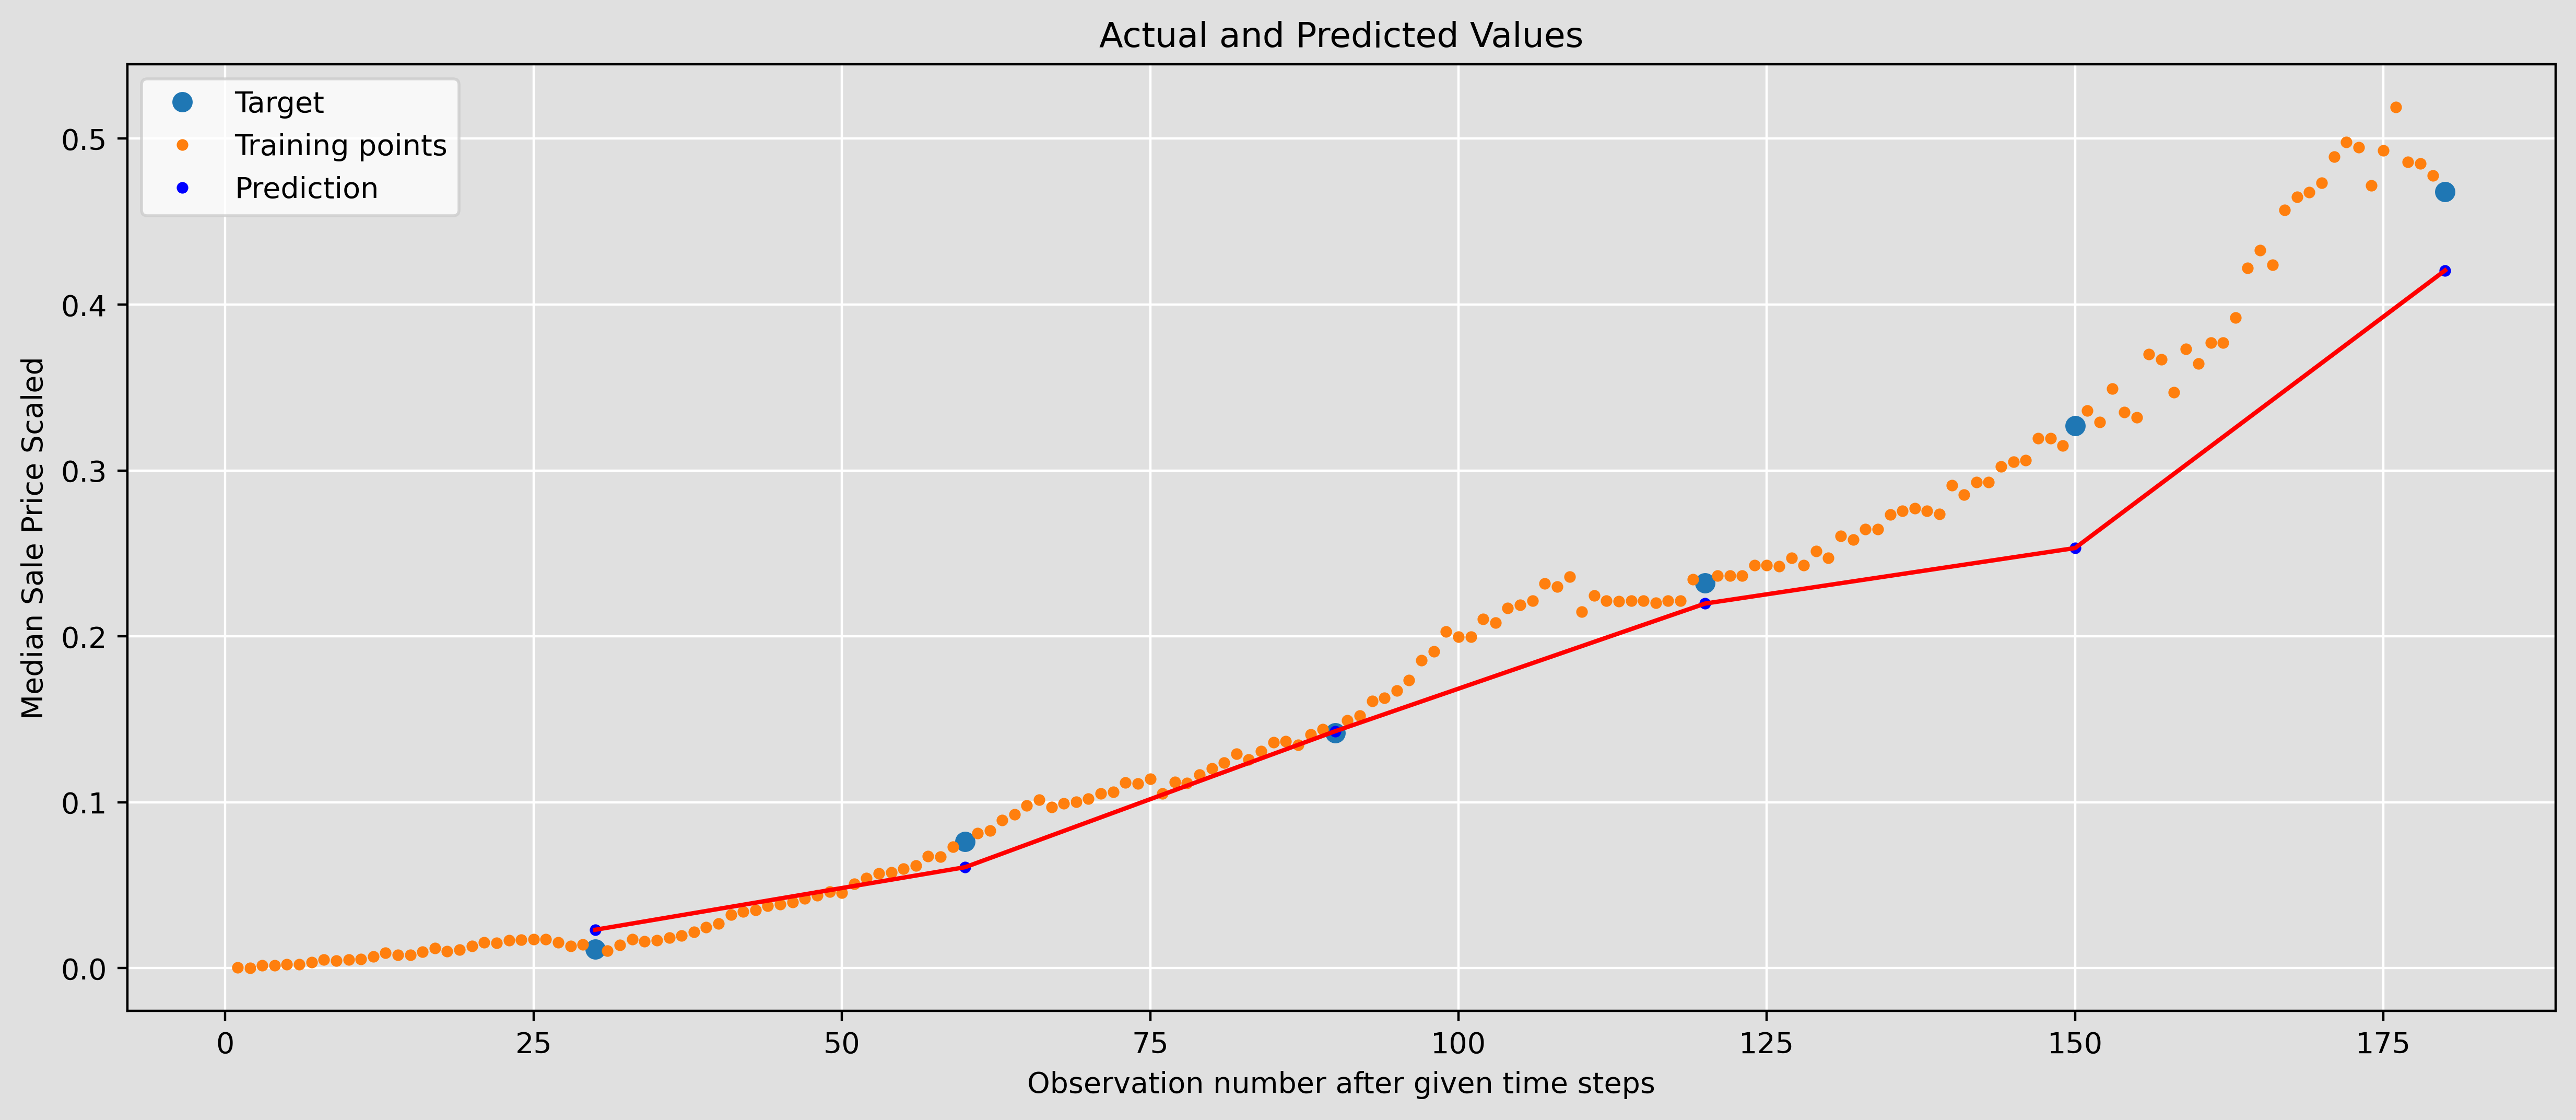 Actual and Predicted Values
Target
Training points
Prediction
Median Sale Price Scaled
0.5
0.4
0.3
0.2
0.1
0.0
0 25 50 75 100 125 150 175
Observation number after given time steps